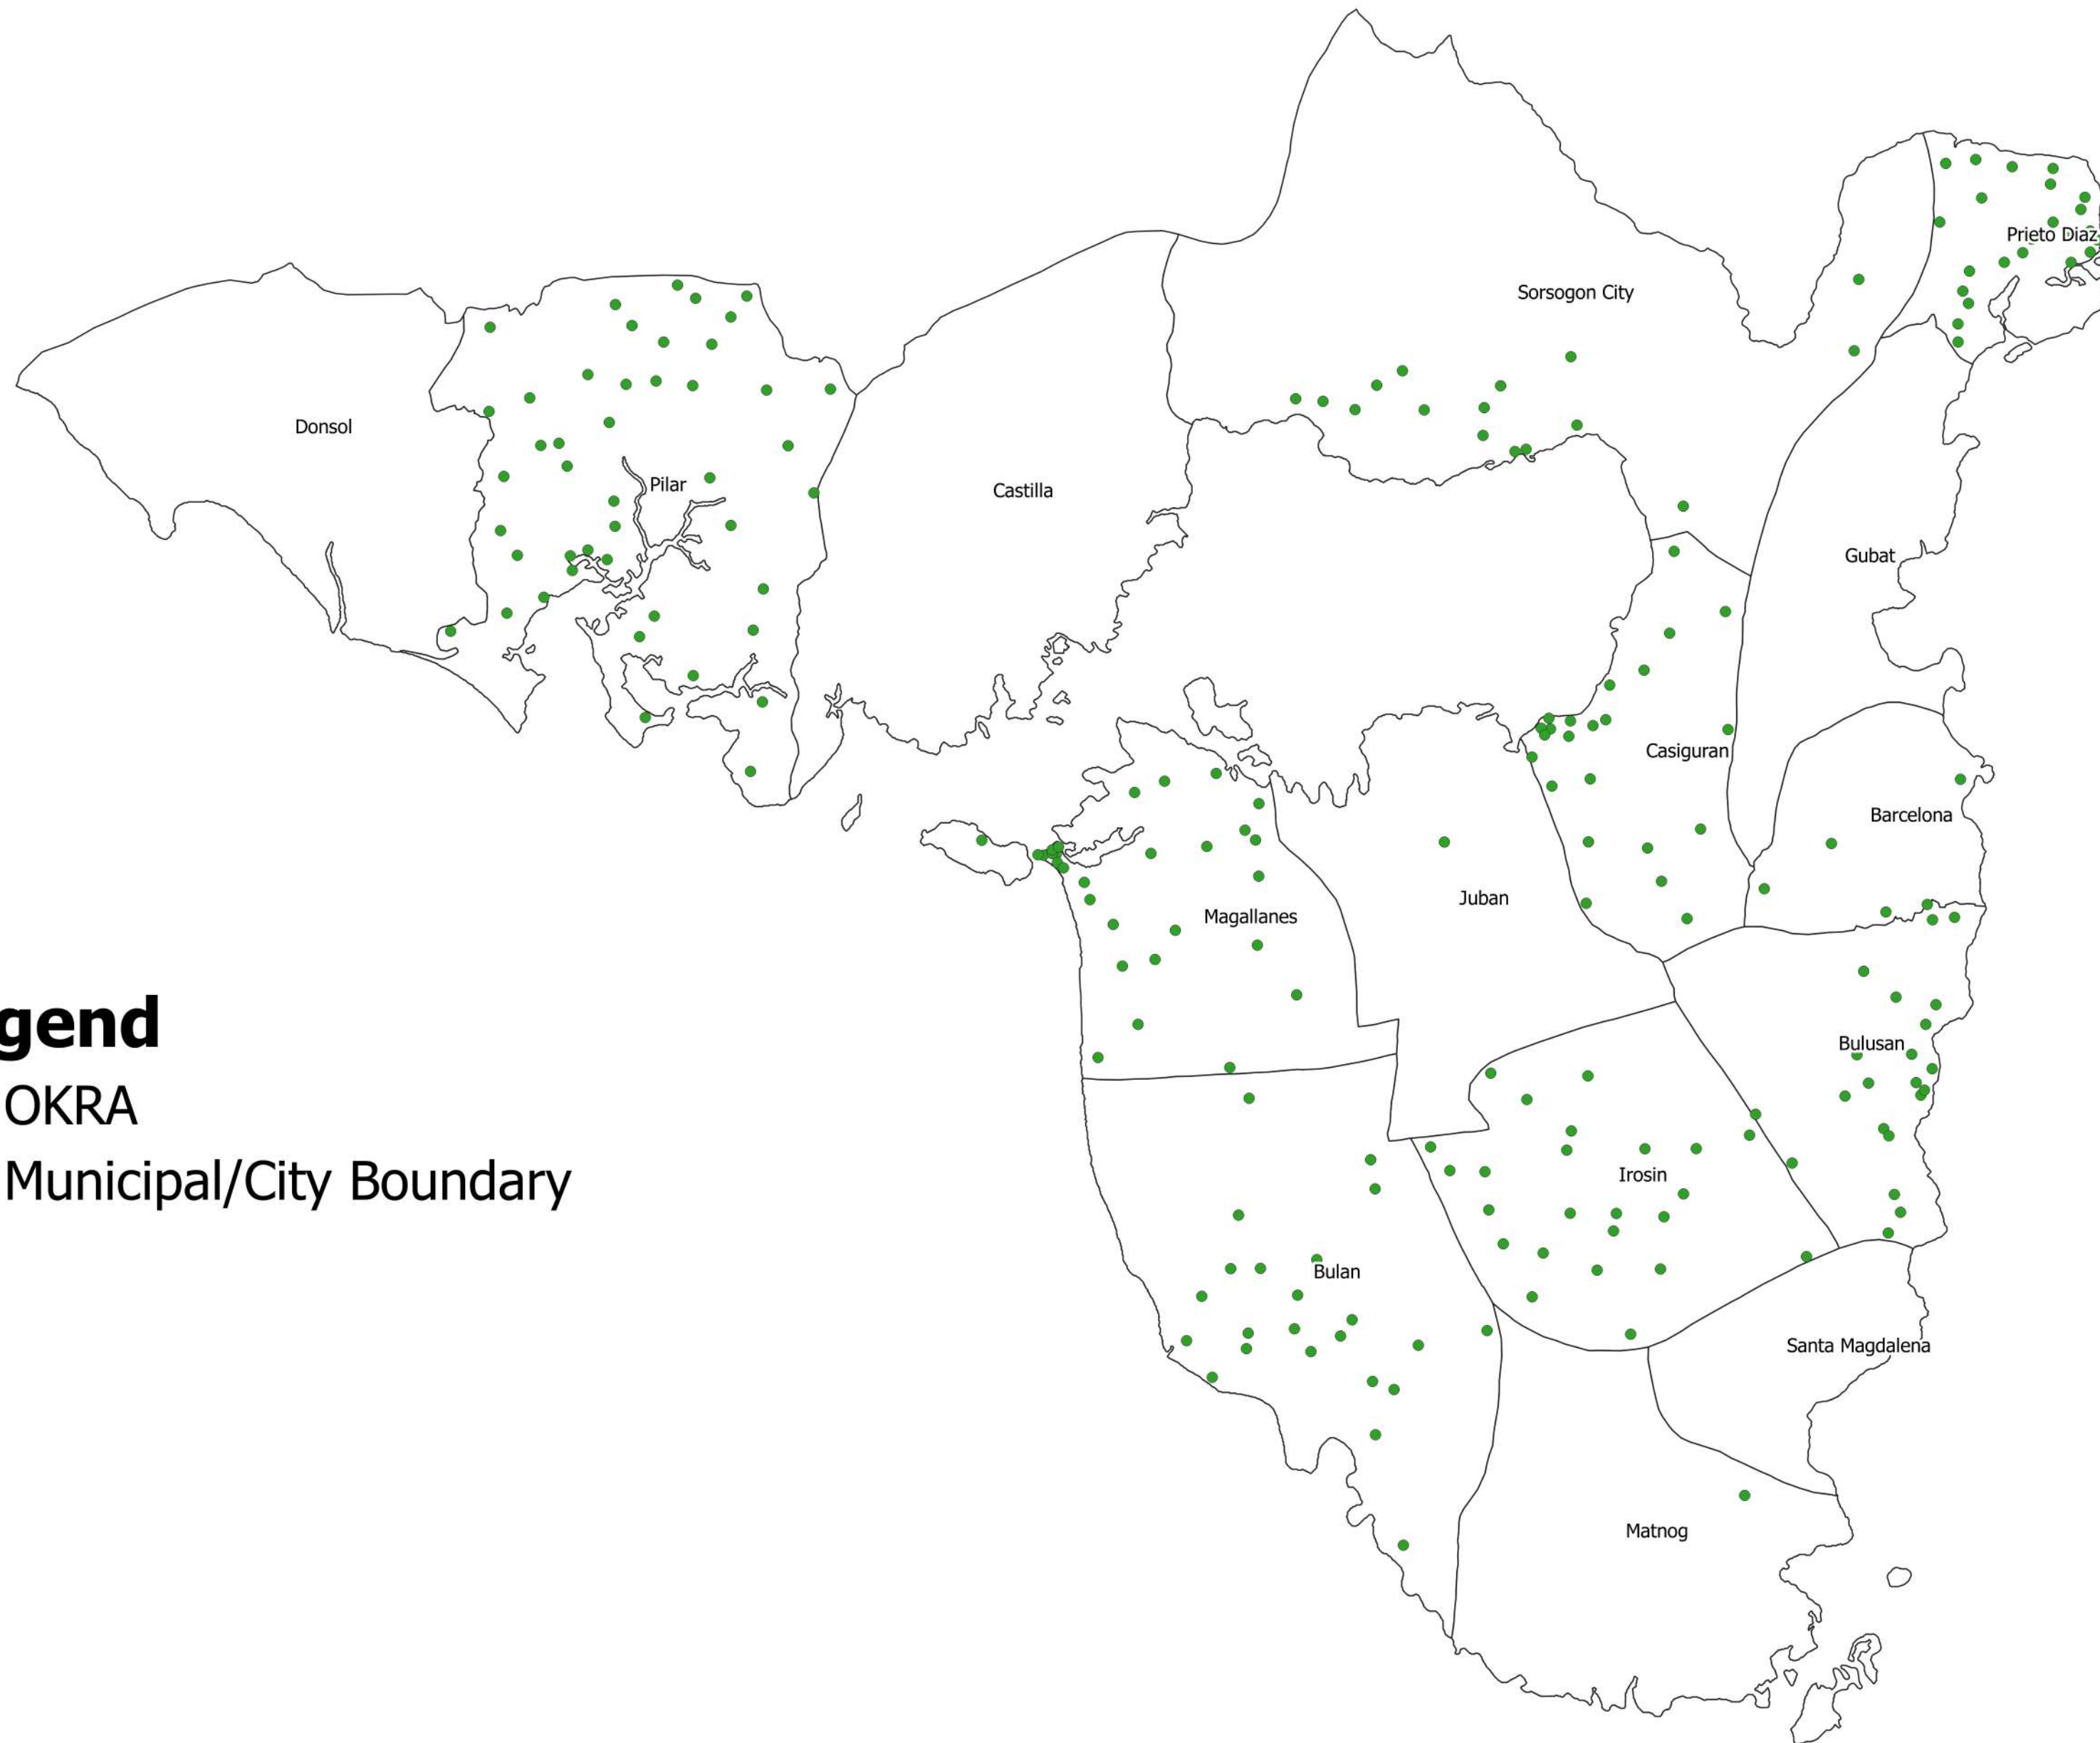 Sorsogon City
Prieto Diaz
Donsol
Pilar
Castilla
Gubat
Casiguran
Barcelona
Juban
Magallanes
Bulusan
Irosin
Bulan
Santa Magdalena
Matnog
gend
OKRA
Municipal/City Boundary